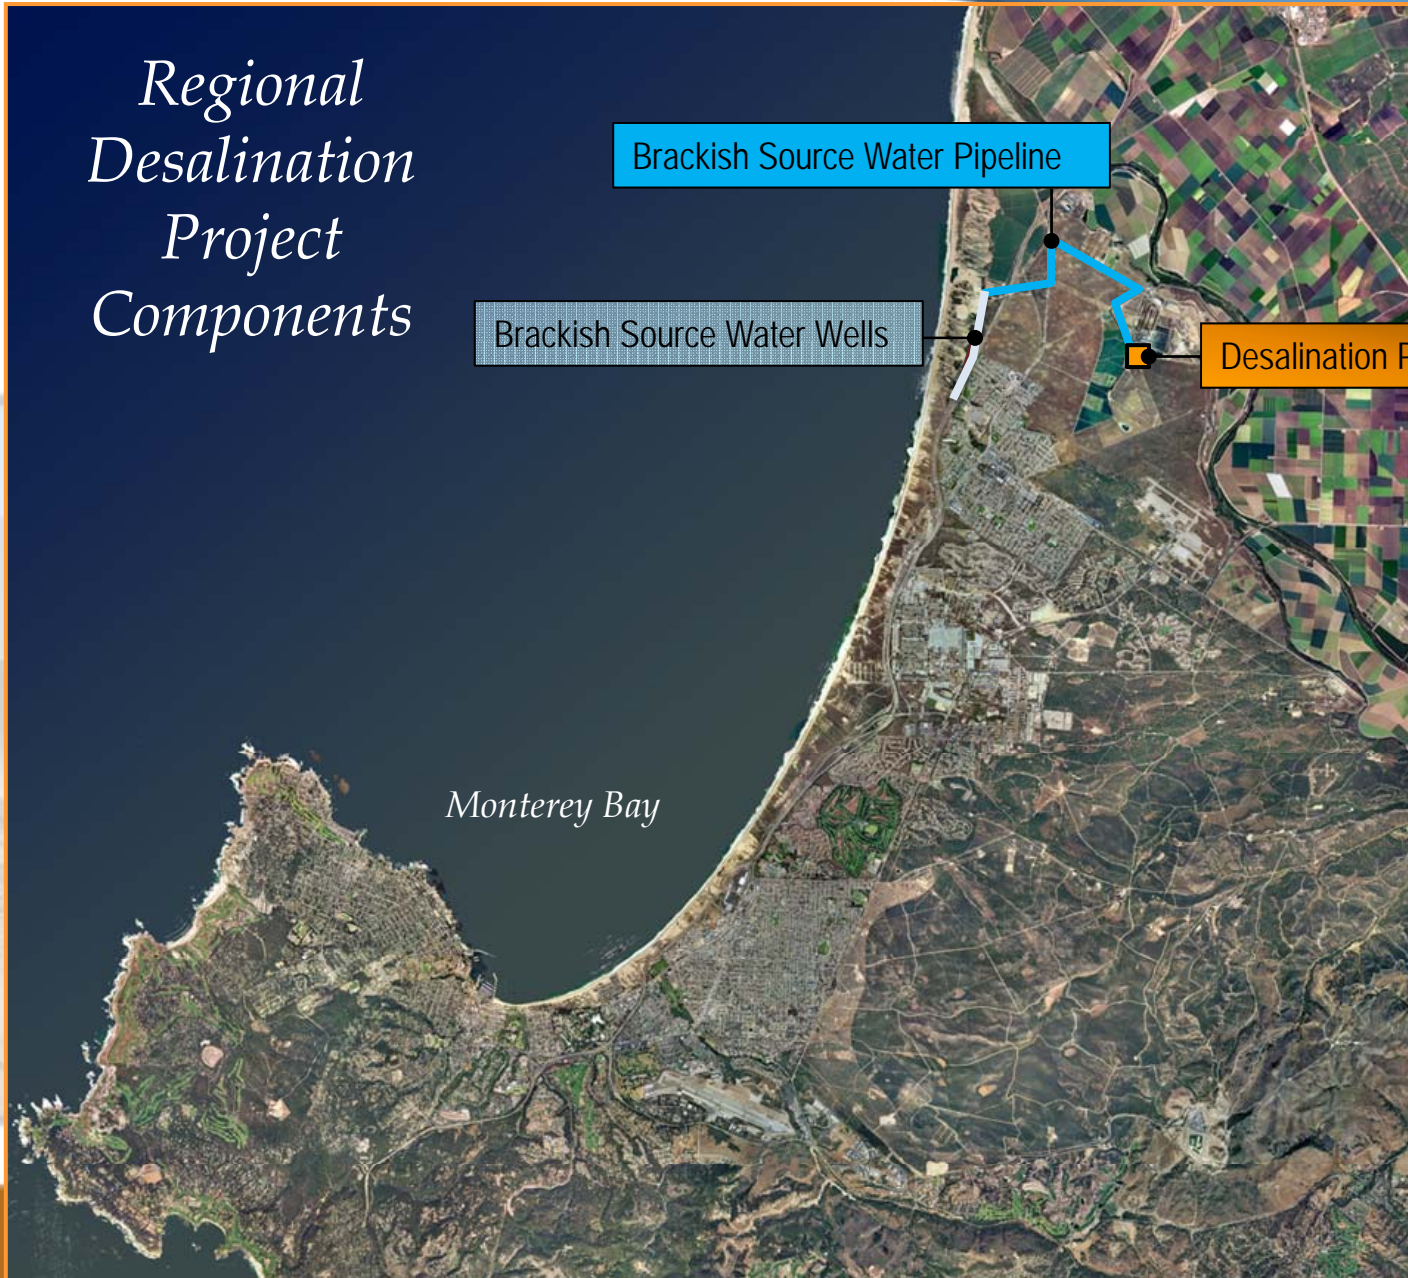 Regional
Desalination
Project
Components
Brackish Source Water Pipeline
Brackish Source Water Wells
Desalination P
Monterey Bay